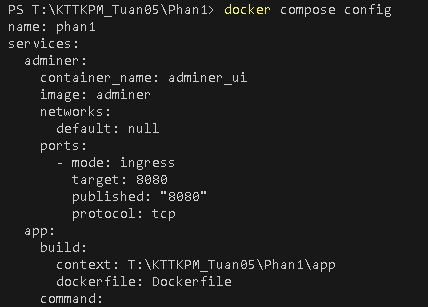 PS T:\KTTKPM_Tuan05\Phan1> docker compose config
name: phan1
services:
  adminer:
    container_name: adminer_ui
    image: adminer
    networks:
      default: null
    ports:
      - mode: ingress
        target: 8080
        published: "8080"
        protocol: tcp
  app:
    build:
      context: T:\KTTKPM_Tuan05\Phan1\app
      dockerfile: Dockerfile
    command: